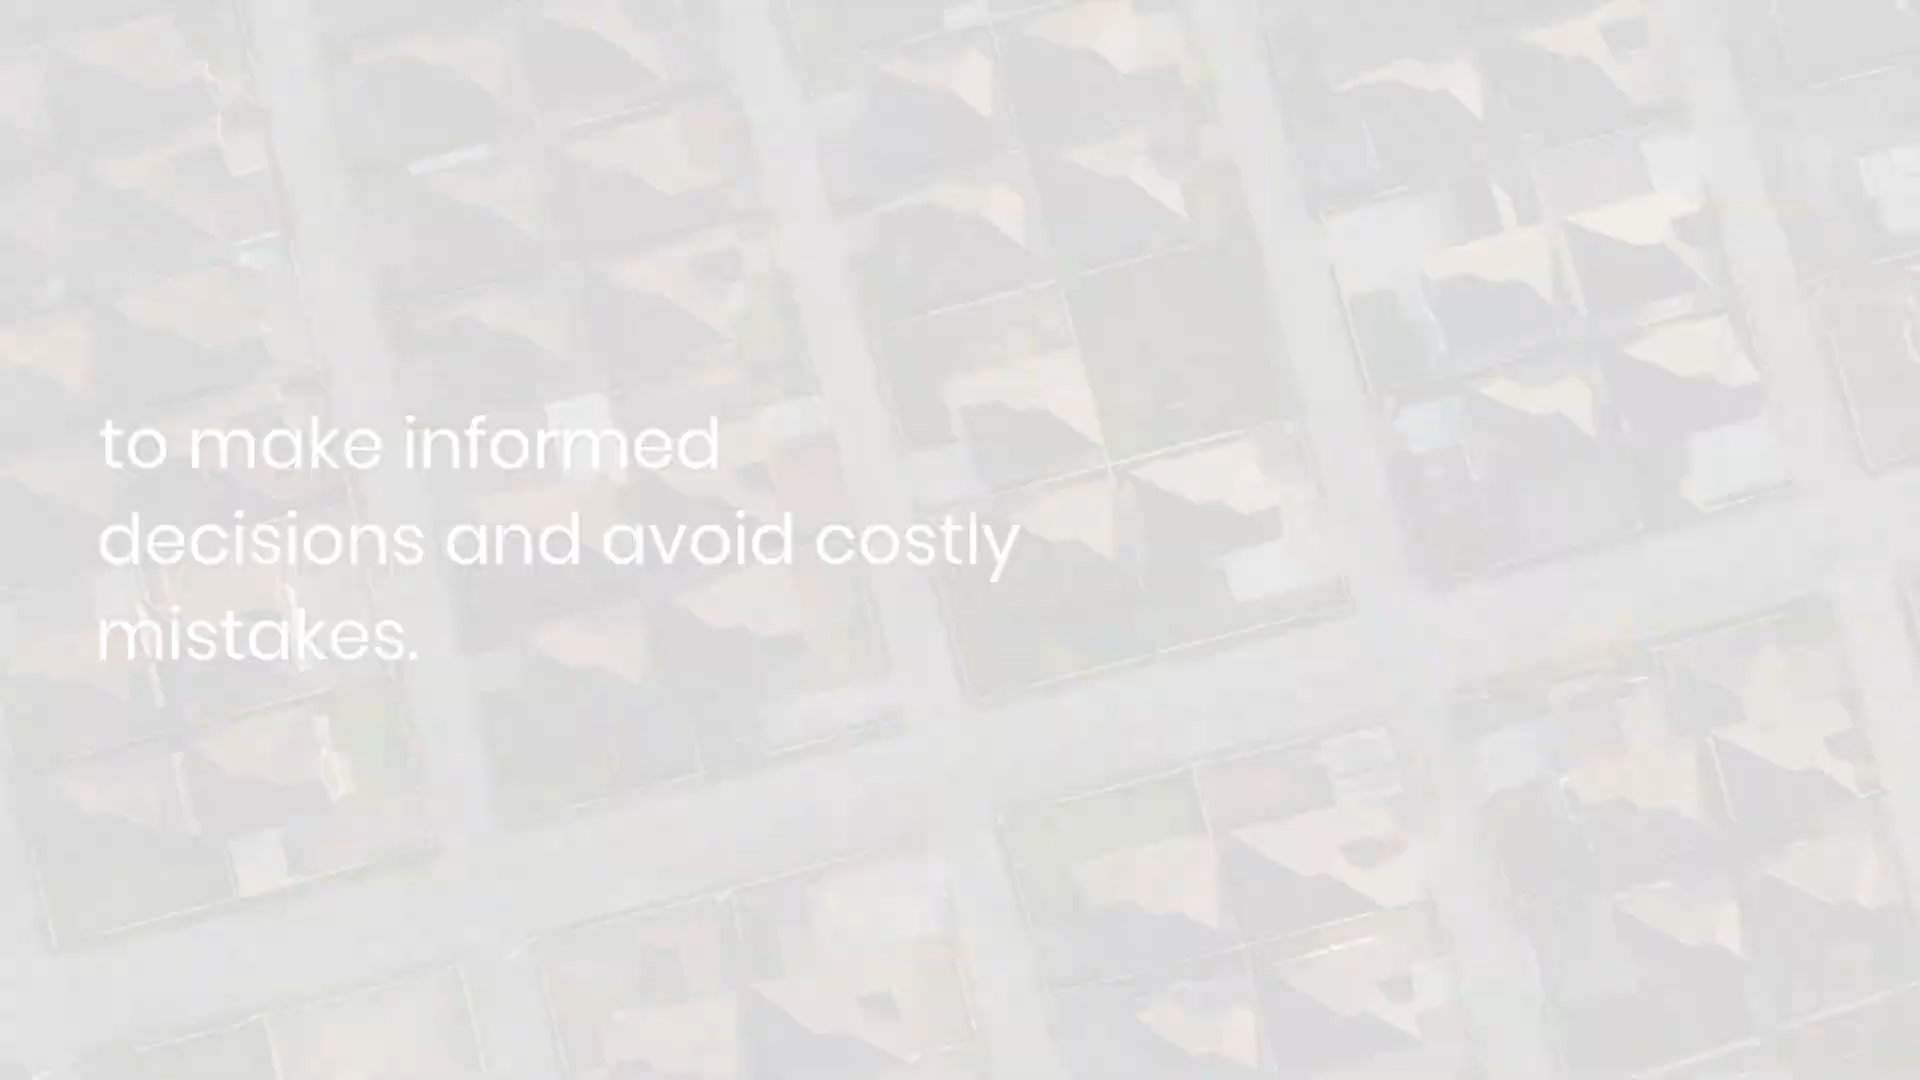 to make informed
decisions and avoid costly
mistakes.